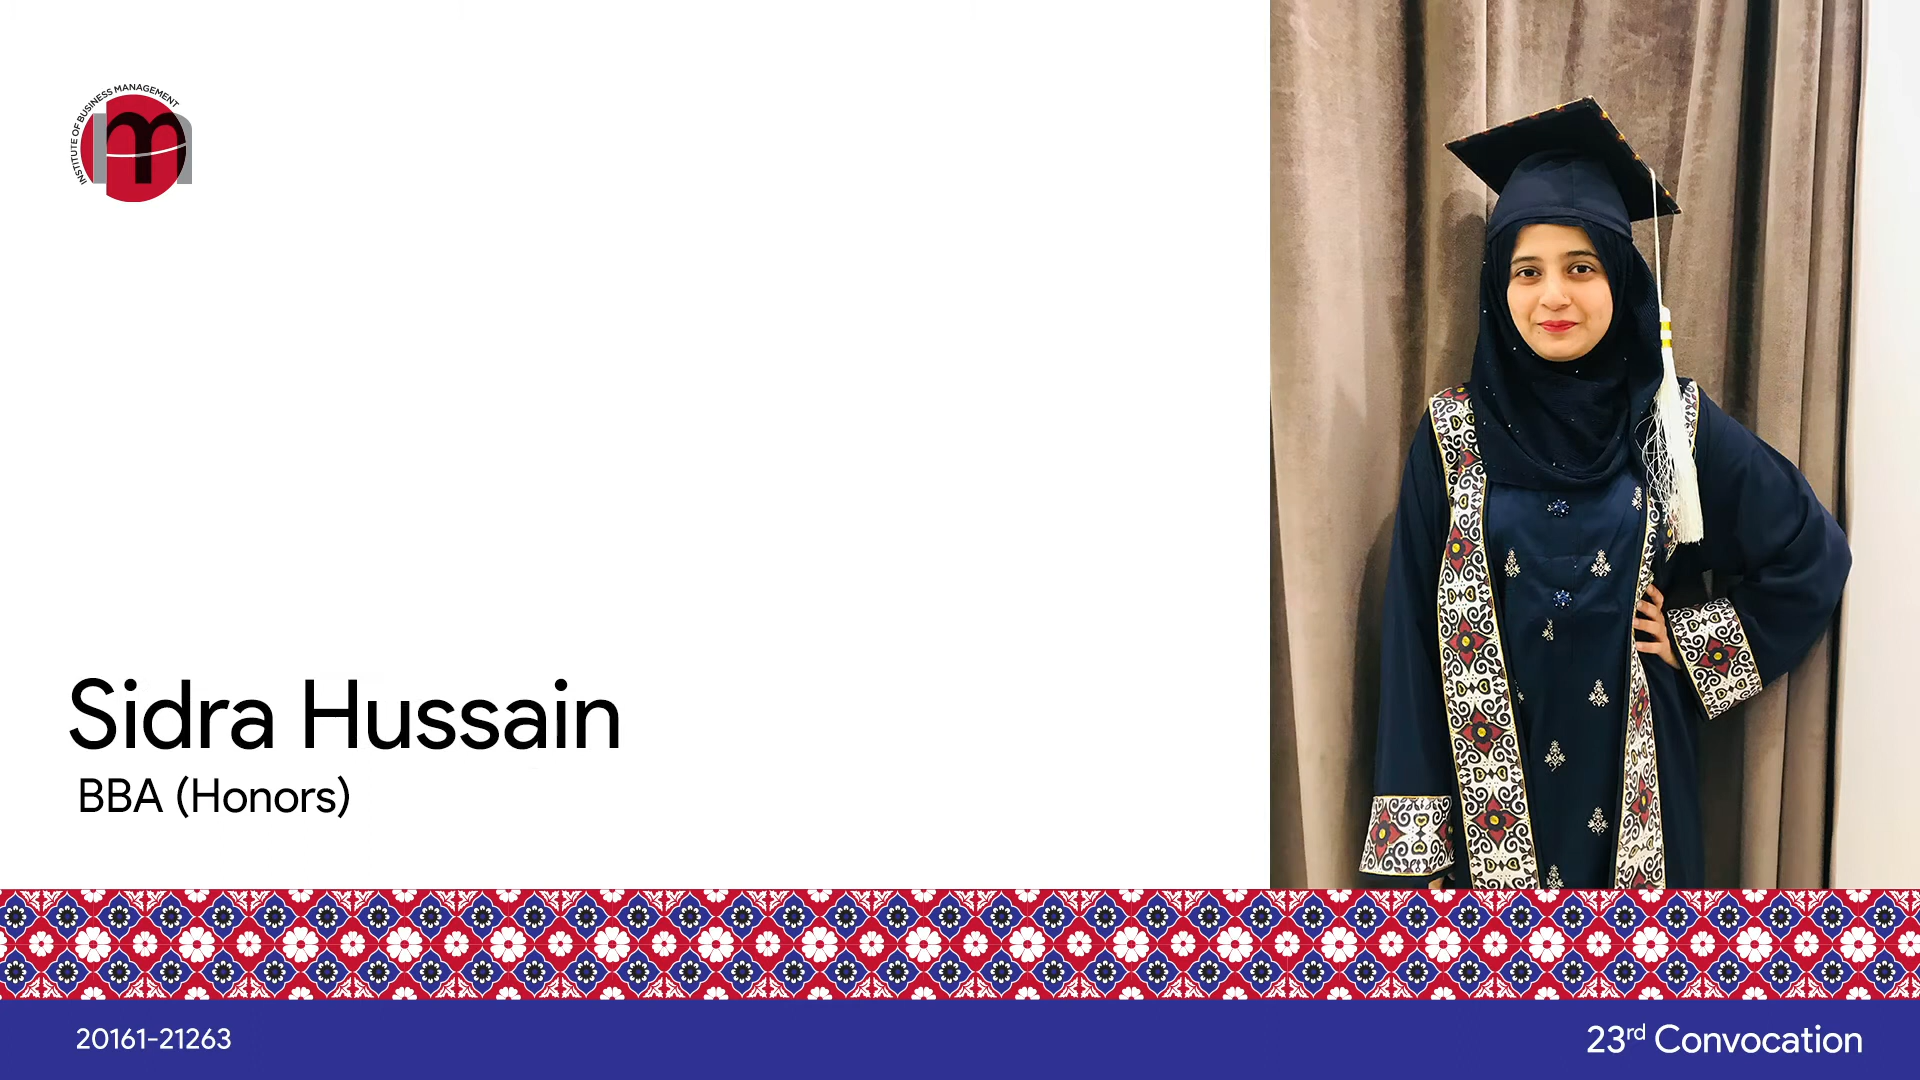 INSTITUTE OF BUSINESS MANAGEMENT
m
Sidra Hussain
BBA (Honors)
20161-21263
23rd Convocation